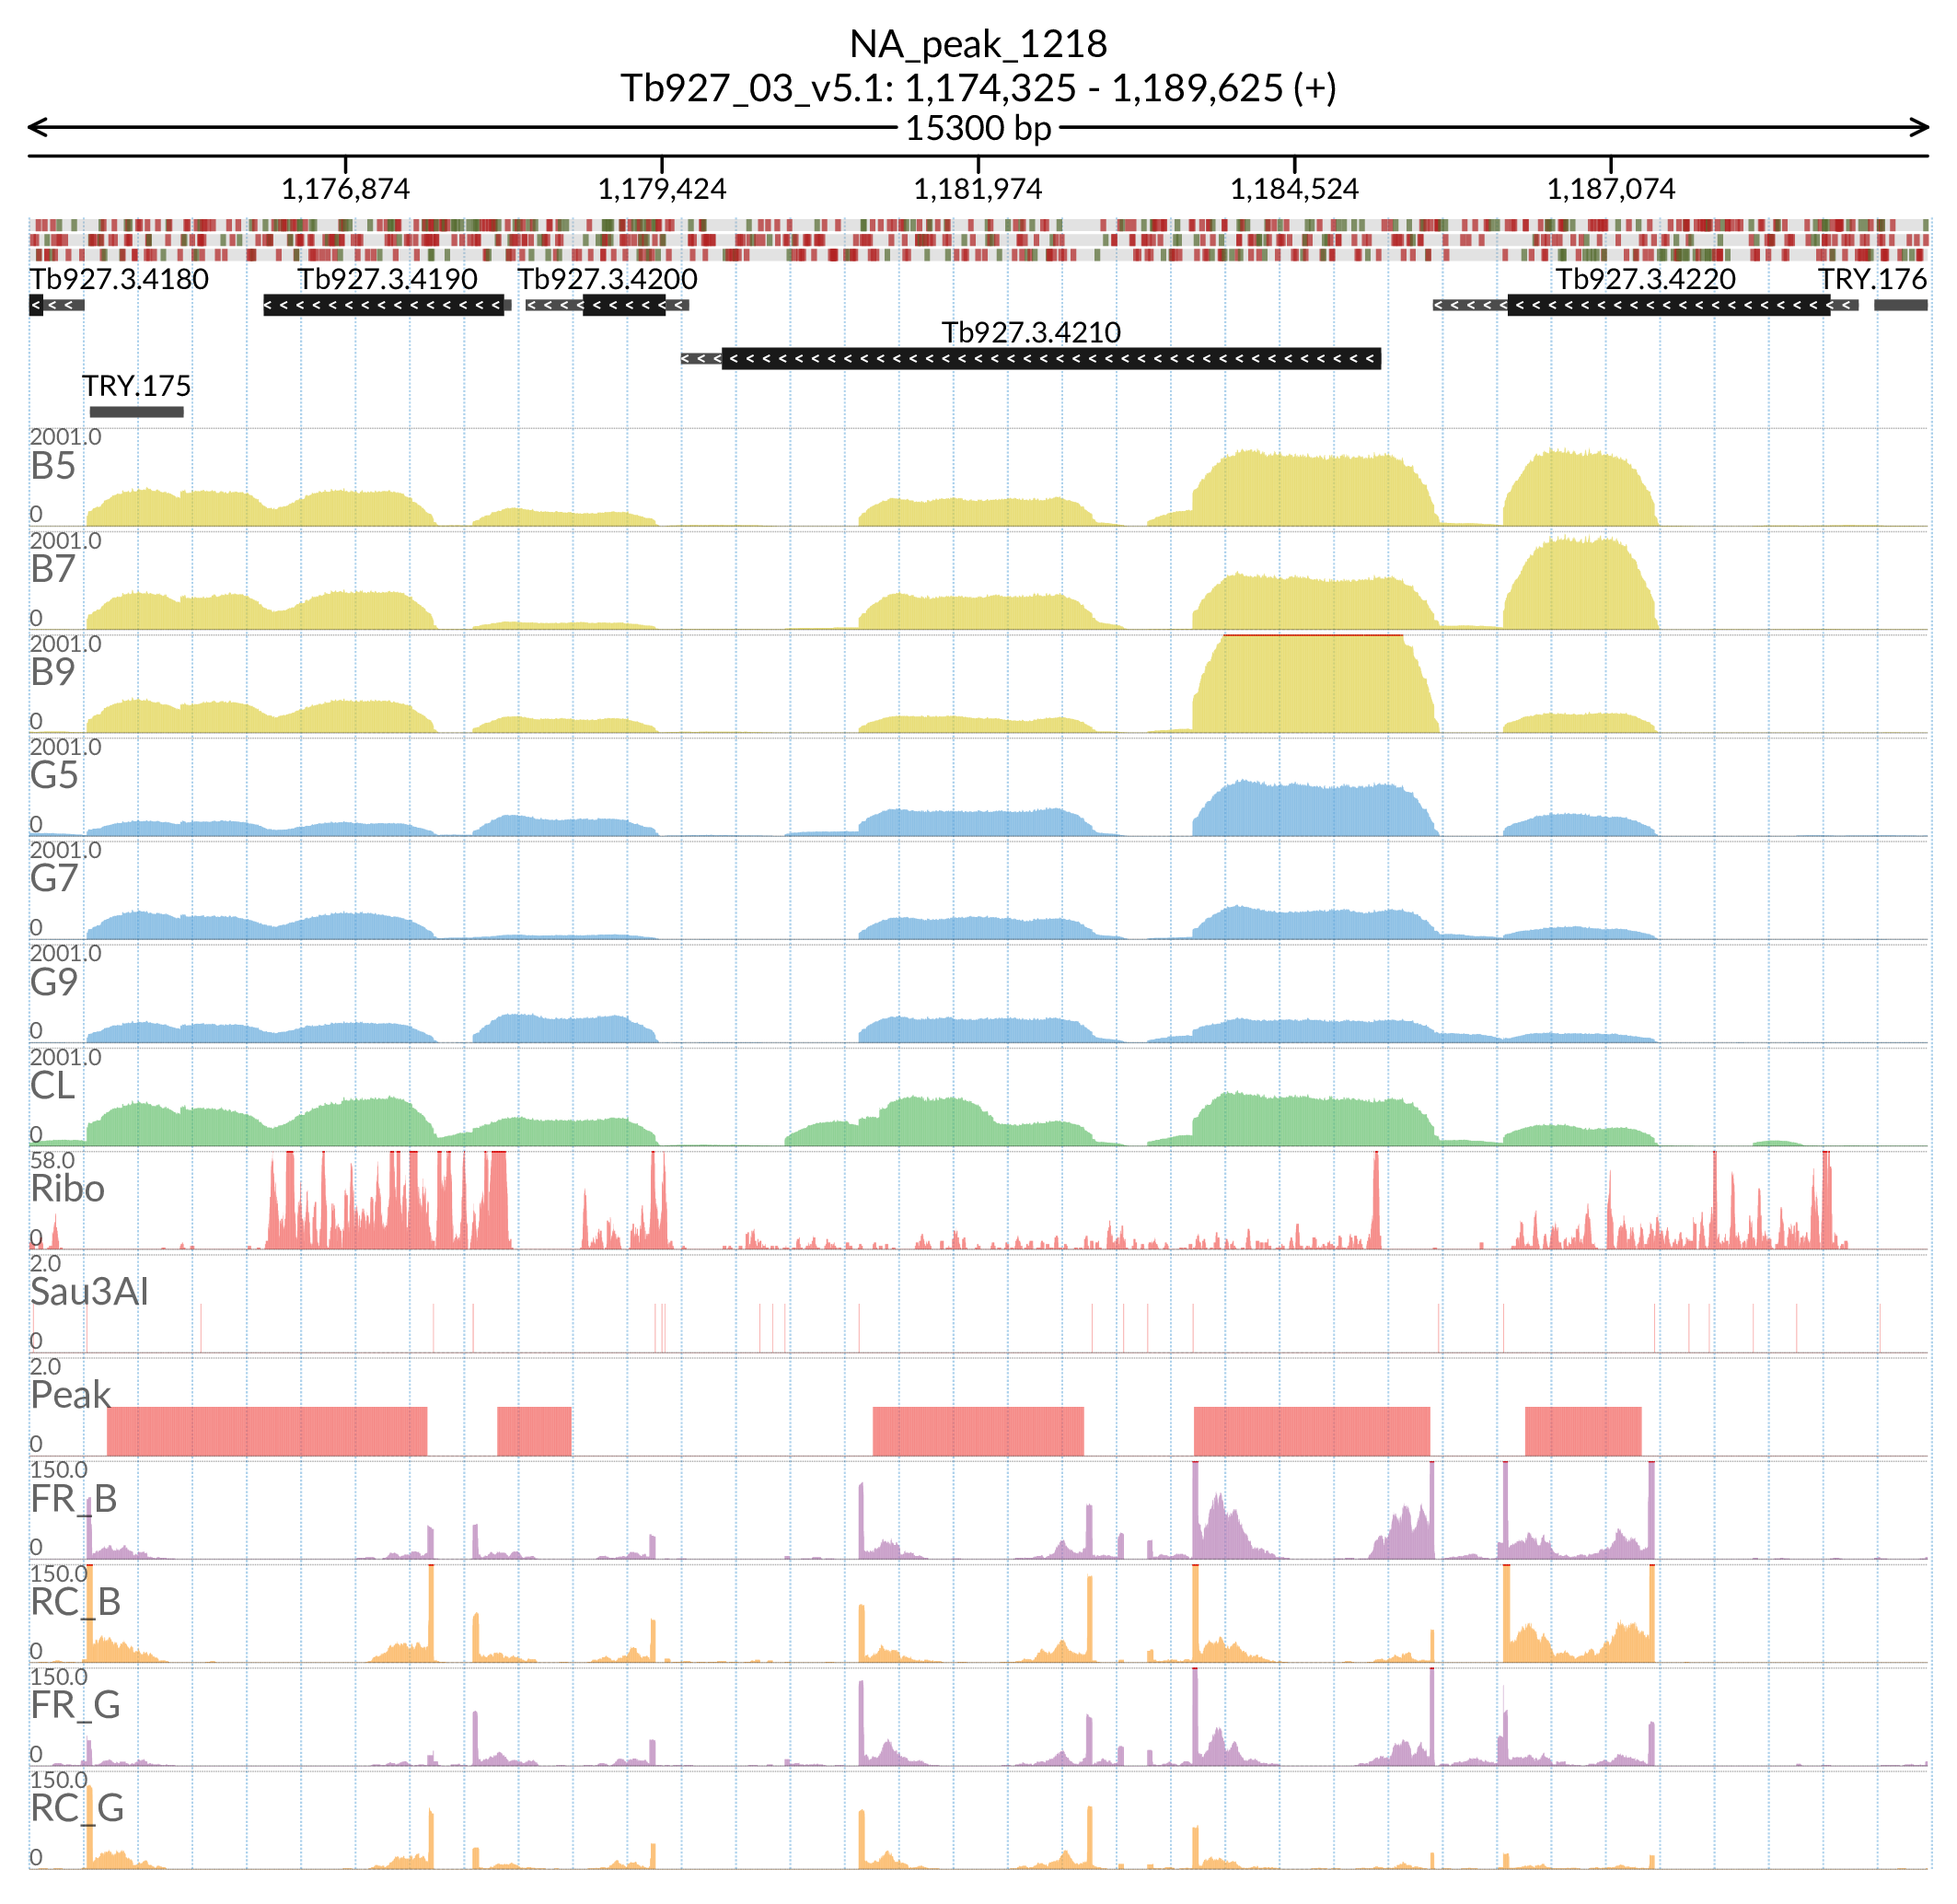 NA_peak_1218
Tb927_03_v5.1: 1,174,325 - 1,189,625 (+)
15300 bp
1,176,874 1,179,424 1,181,974 1,184,524 1,187,074
Tb927.3.4180 Tb927.3.4190 Tb927.3.4200 Tb927.3.4220 TRY.176
Tb927.3.4210
TRY.175
2001.0
B5
0
2001.0
B7
0
2001.0
B9
0
2001.0
G5
0
2001.0
G7
0
2001.0
G9
0
2001.0
CL
0
58.0
Ribo
0
2.0
Sau3AI
0
2.0
Peak
0
150.0
FR_B
0
150.0
RC_B
0
150.0
FR_G
0
150.0
RC_G
0